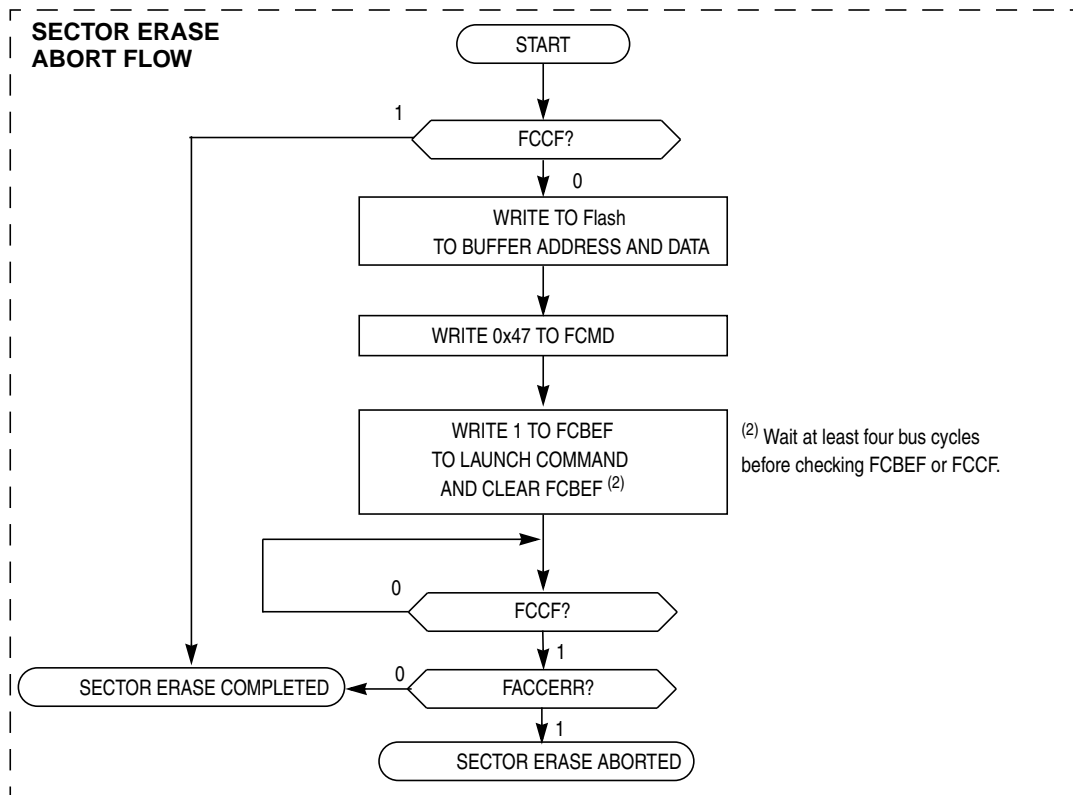 SECTOR ERASE
ABORT FLOW
START
1
FCCF?
0
WRITE TO Flash
TO BUFFER ADDRESS AND DATA
WRITE 0x47 TO FCMD
WRITE 1 TO FCBEF
TO LAUNCH COMMAND
AND CLEAR FCBEF (2)
(2) Wait at least four bus cycles
before checking FCBEF or FCCF.
0
FCCF?
1
SECTOR ERASE COMPLETED
0
FACCERR?
1
SECTOR ERASE ABORTED